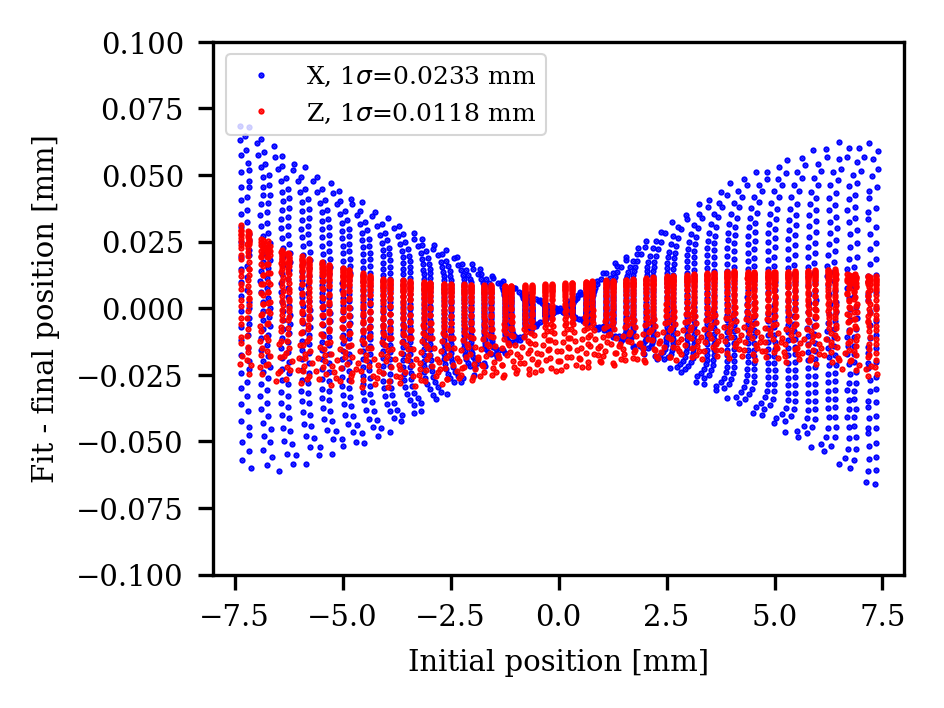 0.100
0.075
0.050
0.025
0.000
−0.025
−0.050
−0.075
−0.100
Fit - final position [mm]
X, 1σ=0.0233 mm
Z, 1σ=0.0118 mm
−7.5 −5.0 −2.5 0.0 2.5 5.0 7.5
Initial position [mm]